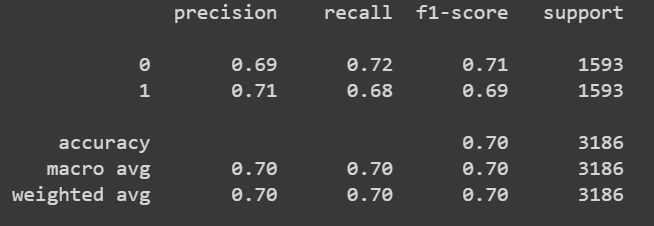 precision recall f1-score support
0 0.69 0.72 0.71 1593
1 0.71 0.68 0.69 1593
accuracy 0.70 3186
macro avg 0.70 0.70 0.70 3186
weighted avg 0.70 0.70 0.70 3186